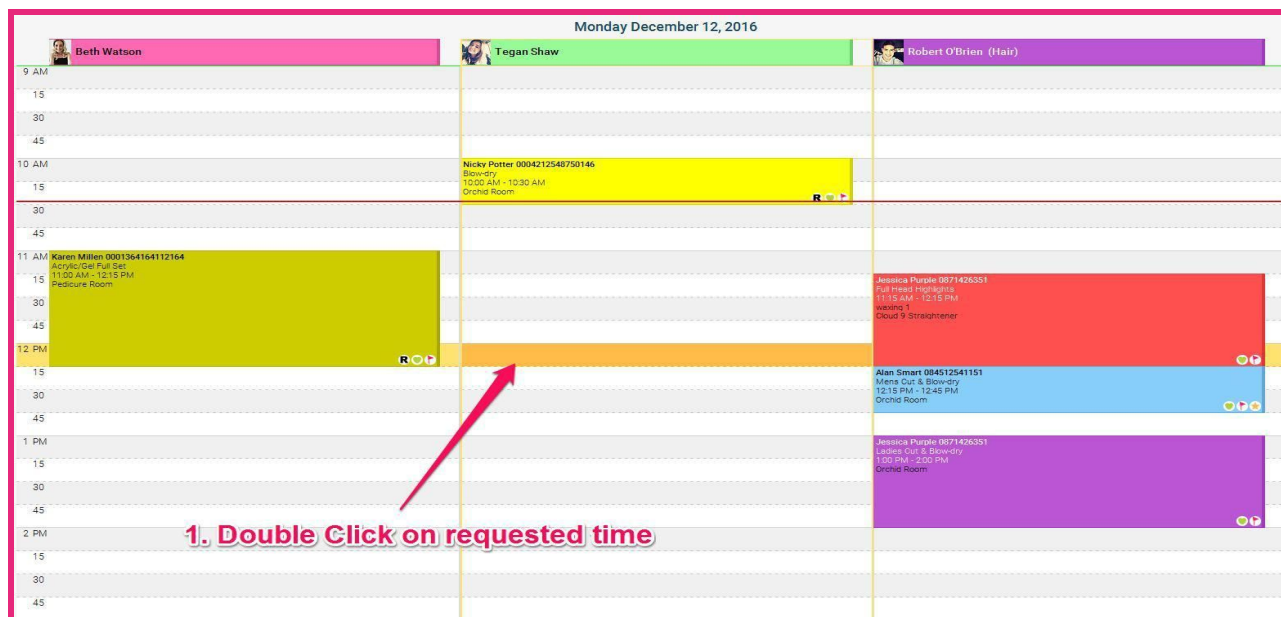 Monday December 12, 2016
Beth Watson
Tegan Shaw
Robert O'Brien (Hair)
9 AM
15
30
45
10 AM
Nicky Potter 0004212548750146
Blow-dry
10:00 AM - 10:30 AM
Orchid Room
R
15
30
45
11 AM
Karen Millen 0001364164112164
Acrylic/Gel Full Set
11:00 AM - 12:15 PM
Pedicure Room
R
15
Jessica Purple 0871426351
Full Head Highlights
11:15 AM - 12:15 PM
waxing 1
Cloud 9 Straightener
30
45
12 PM
15
Alan Smart 084512541151
Mens Cut & Blow-dry
12:15 PM - 12:45 PM
Orchid Room
30
45
1 PM
Jessica Purple 0871426351
Ladies Cut & Blow-dry
1:00 PM - 2:00 PM
Orchid Room
15
30
45
1. Double Click on requested time
2 PM
15
30
45